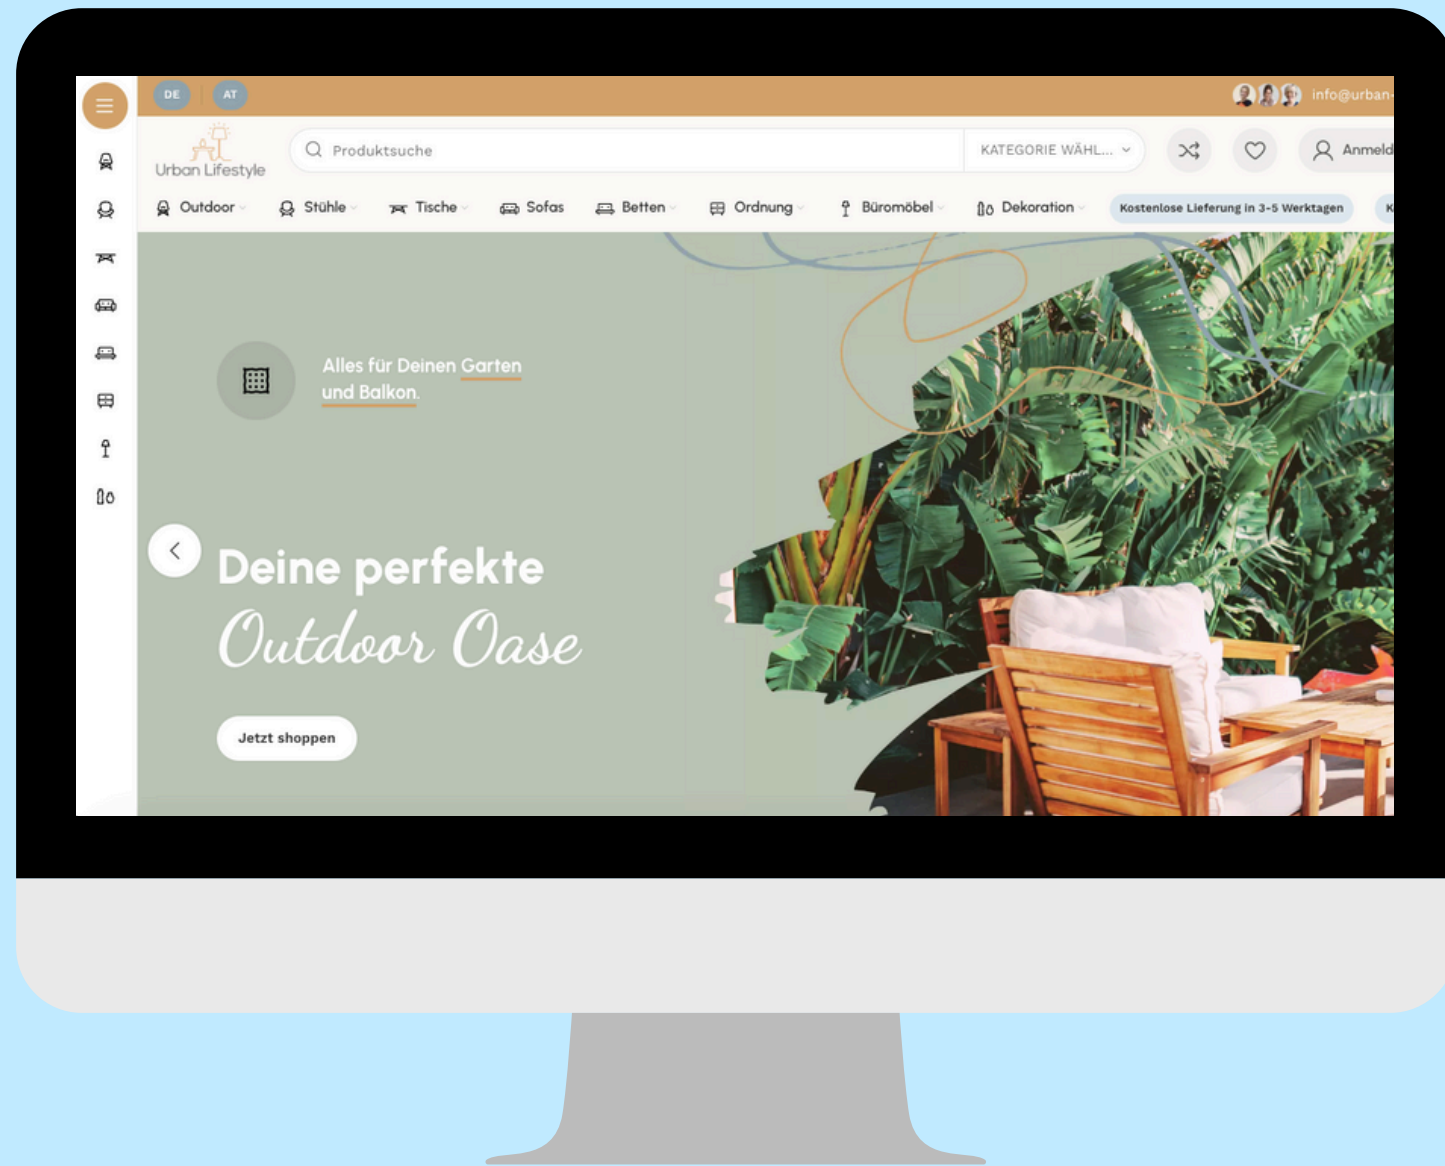 DE
AT
info@urban-
Urban Lifestyle
Produktsuche
KATEGORIE WÄHL...
Anmeld
Outdoor
Stühle
Tische
Sofas
Betten
Ordnung
Büromöbel
Dekoration
Kostenlose Lieferung in 3-5 Werktagen
K
Alles für Deinen Garten
und Balkon.
Deine perfekte
Outdoor Oase
Jetzt shoppen